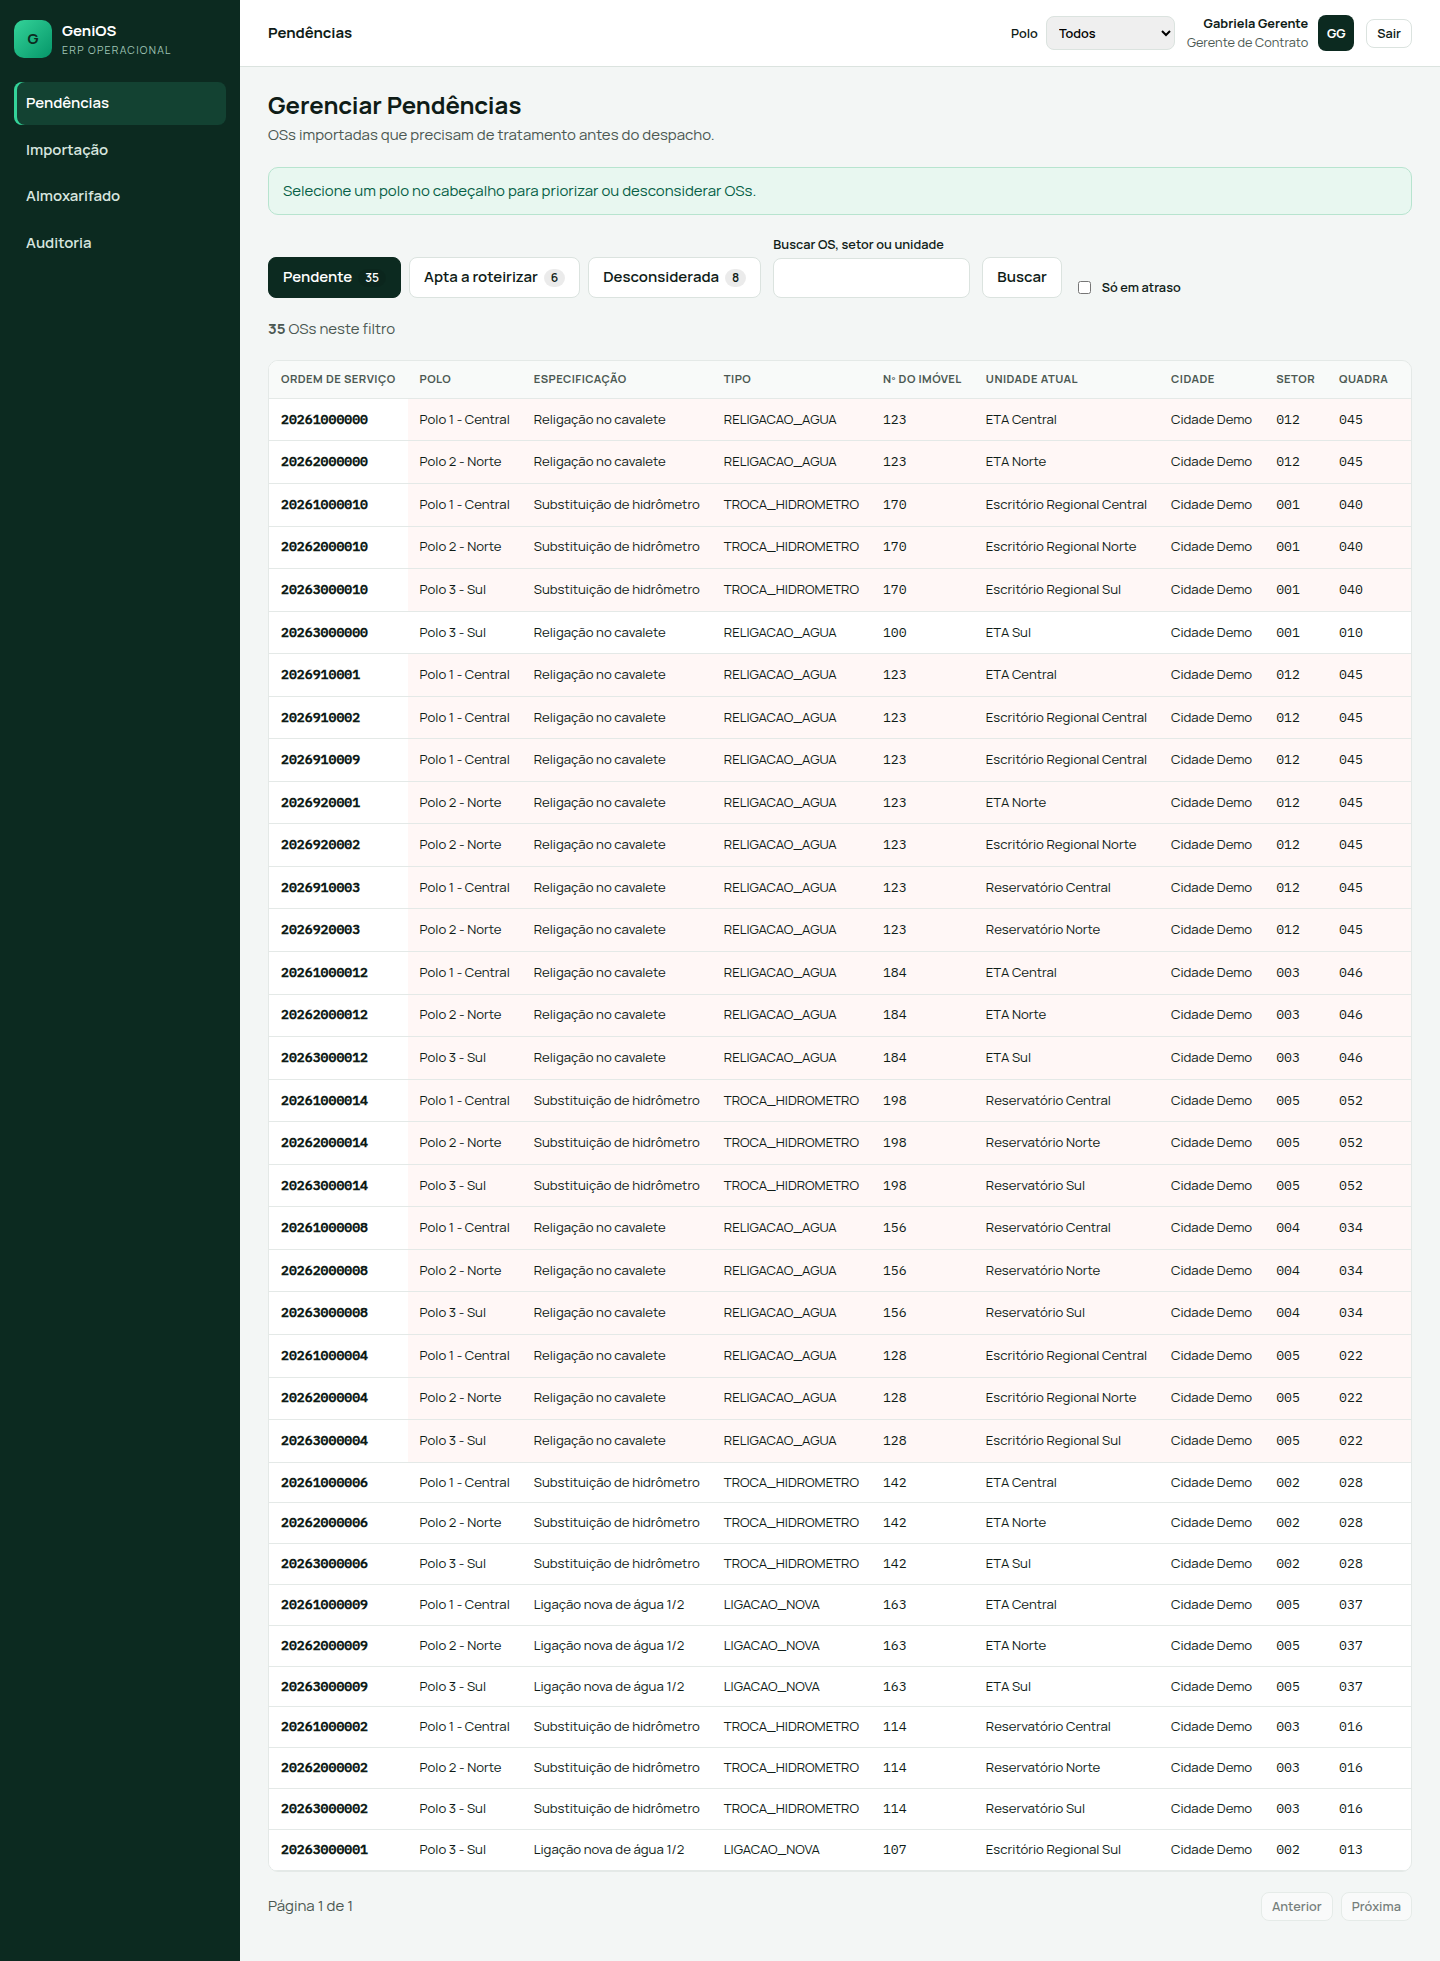 G
GeniOS
ERP OPERACIONAL
Pendências
Importação
Almoxarifado
Auditoria
Pendências
Polo Todos
Gabriela Gerente
Gerente de Contrato
GG
Sair
Gerenciar Pendências
OSs importadas que precisam de tratamento antes do despacho.
Selecione um polo no cabeçalho para priorizar ou desconsiderar OSs.
Buscar OS, setor ou unidade
Pendente 35 Apta a roteirizar 6 Desconsiderada 8 Buscar Só em atraso
35 OSs neste filtro
ORDEM DE SERVIÇO POLO ESPECIFICAÇÃO TIPO Nº DO IMÓVEL UNIDADE ATUAL CIDADE SETOR QUADRA
20261000000 Polo 1 - Central Religação no cavalete RELIGACAO_AGUA 123 ETA Central Cidade Demo 012 045
20262000000 Polo 2 - Norte Religação no cavalete RELIGACAO_AGUA 123 ETA Norte Cidade Demo 012 045
20261000010 Polo 1 - Central Substituição de hidrômetro TROCA_HIDROMETRO 170 Escritório Regional Central Cidade Demo 001 040
20262000010 Polo 2 - Norte Substituição de hidrômetro TROCA_HIDROMETRO 170 Escritório Regional Norte Cidade Demo 001 040
20263000010 Polo 3 - Sul Substituição de hidrômetro TROCA_HIDROMETRO 170 Escritório Regional Sul Cidade Demo 001 040
20263000000 Polo 3 - Sul Religação no cavalete RELIGACAO_AGUA 100 ETA Sul Cidade Demo 001 010
2026910001 Polo 1 - Central Religação no cavalete RELIGACAO_AGUA 123 ETA Central Cidade Demo 012 045
2026910002 Polo 1 - Central Religação no cavalete RELIGACAO_AGUA 123 Escritório Regional Central Cidade Demo 012 045
2026910009 Polo 1 - Central Religação no cavalete RELIGACAO_AGUA 123 Escritório Regional Central Cidade Demo 012 045
2026920001 Polo 2 - Norte Religação no cavalete RELIGACAO_AGUA 123 ETA Norte Cidade Demo 012 045
2026920002 Polo 2 - Norte Religação no cavalete RELIGACAO_AGUA 123 Escritório Regional Norte Cidade Demo 012 045
2026910003 Polo 1 - Central Religação no cavalete RELIGACAO_AGUA 123 Reservatório Central Cidade Demo 012 045
2026920003 Polo 2 - Norte Religação no cavalete RELIGACAO_AGUA 123 Reservatório Norte Cidade Demo 012 045
20261000012 Polo 1 - Central Religação no cavalete RELIGACAO_AGUA 184 ETA Central Cidade Demo 003 046
20262000012 Polo 2 - Norte Religação no cavalete RELIGACAO_AGUA 184 ETA Norte Cidade Demo 003 046
20263000012 Polo 3 - Sul Religação no cavalete RELIGACAO_AGUA 184 ETA Sul Cidade Demo 003 046
20261000014 Polo 1 - Central Substituição de hidrômetro TROCA_HIDROMETRO 198 Reservatório Central Cidade Demo 005 052
20262000014 Polo 2 - Norte Substituição de hidrômetro TROCA_HIDROMETRO 198 Reservatório Norte Cidade Demo 005 052
20263000014 Polo 3 - Sul Substituição de hidrômetro TROCA_HIDROMETRO 198 Reservatório Sul Cidade Demo 005 052
20261000008 Polo 1 - Central Religação no cavalete RELIGACAO_AGUA 156 Reservatório Central Cidade Demo 004 034
20262000008 Polo 2 - Norte Religação no cavalete RELIGACAO_AGUA 156 Reservatório Norte Cidade Demo 004 034
20263000008 Polo 3 - Sul Religação no cavalete RELIGACAO_AGUA 156 Reservatório Sul Cidade Demo 004 034
20261000004 Polo 1 - Central Religação no cavalete RELIGACAO_AGUA 128 Escritório Regional Central Cidade Demo 005 022
20262000004 Polo 2 - Norte Religação no cavalete RELIGACAO_AGUA 128 Escritório Regional Norte Cidade Demo 005 022
20263000004 Polo 3 - Sul Religação no cavalete RELIGACAO_AGUA 128 Escritório Regional Sul Cidade Demo 005 022
20261000006 Polo 1 - Central Substituição de hidrômetro TROCA_HIDROMETRO 142 ETA Central Cidade Demo 002 028
20262000006 Polo 2 - Norte Substituição de hidrômetro TROCA_HIDROMETRO 142 ETA Norte Cidade Demo 002 028
20263000006 Polo 3 - Sul Substituição de hidrômetro TROCA_HIDROMETRO 142 ETA Sul Cidade Demo 002 028
20261000009 Polo 1 - Central Ligação nova de água 1/2 LIGACAO_NOVA 163 ETA Central Cidade Demo 005 037
20262000009 Polo 2 - Norte Ligação nova de água 1/2 LIGACAO_NOVA 163 ETA Norte Cidade Demo 005 037
20263000009 Polo 3 - Sul Ligação nova de água 1/2 LIGACAO_NOVA 163 ETA Sul Cidade Demo 005 037
20261000002 Polo 1 - Central Substituição de hidrômetro TROCA_HIDROMETRO 114 Reservatório Central Cidade Demo 003 016
20262000002 Polo 2 - Norte Substituição de hidrômetro TROCA_HIDROMETRO 114 Reservatório Norte Cidade Demo 003 016
20263000002 Polo 3 - Sul Substituição de hidrômetro TROCA_HIDROMETRO 114 Reservatório Sul Cidade Demo 003 016
20263000001 Polo 3 - Sul Ligação nova de água 1/2 LIGACAO_NOVA 107 Escritório Regional Sul Cidade Demo 002 013
Página 1 de 1
Anterior Próxima